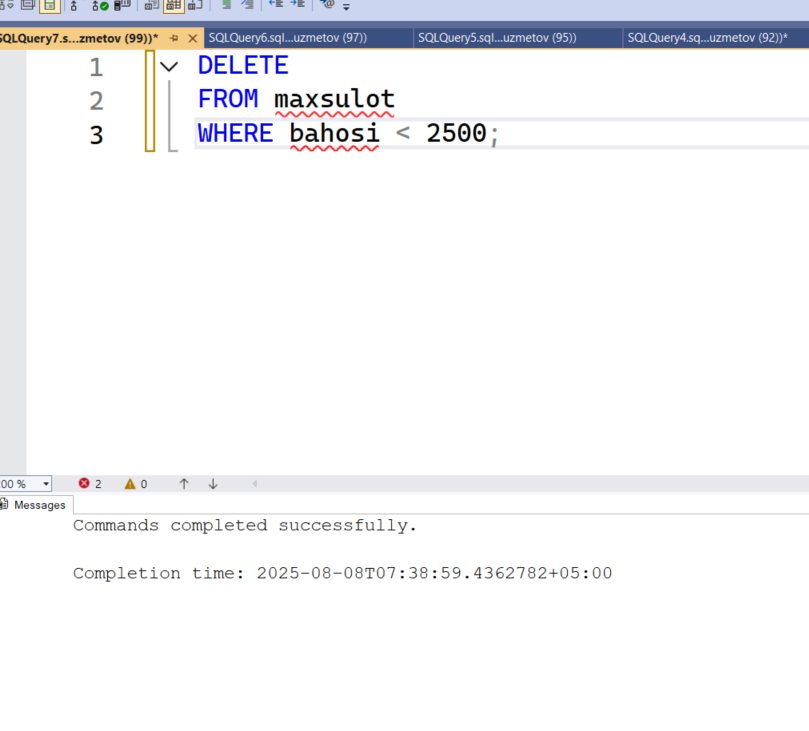 SQLQuery7.s...zmetov (99))*
SQLQuery6.sql...uzmetov (97))
SQLQuery5.sql...uzmetov (95))
SQLQuery4.sq...uzmetov (92))*
1 DELETE
2 FROM maxsulot
3 WHERE bahosi < 2500;
00 %
2
0
Messages
Commands completed successfully.
Completion time: 2025-08-08T07:38:59.4362782+05:00